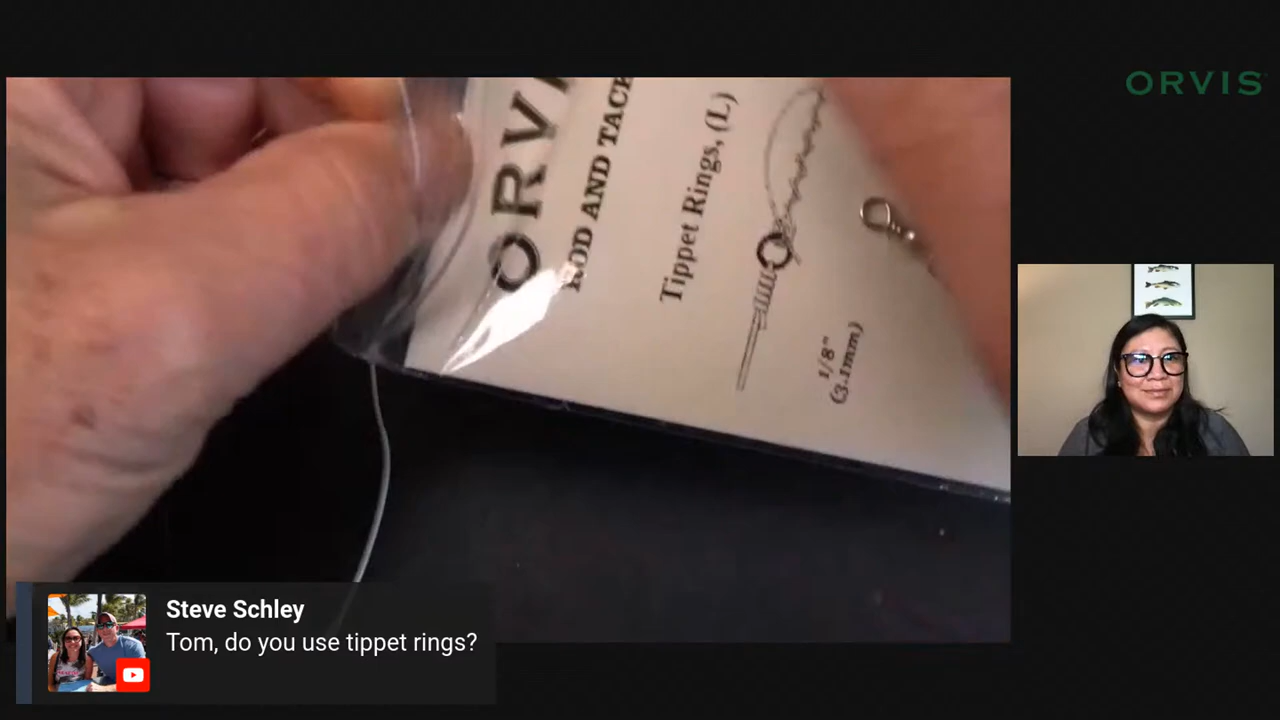 ORVIS
ORVI
ROD AND TACK
Tippet Rings, (L)
1/8"
(3.1mm)
Steve Schley
Tom, do you use tippet rings?